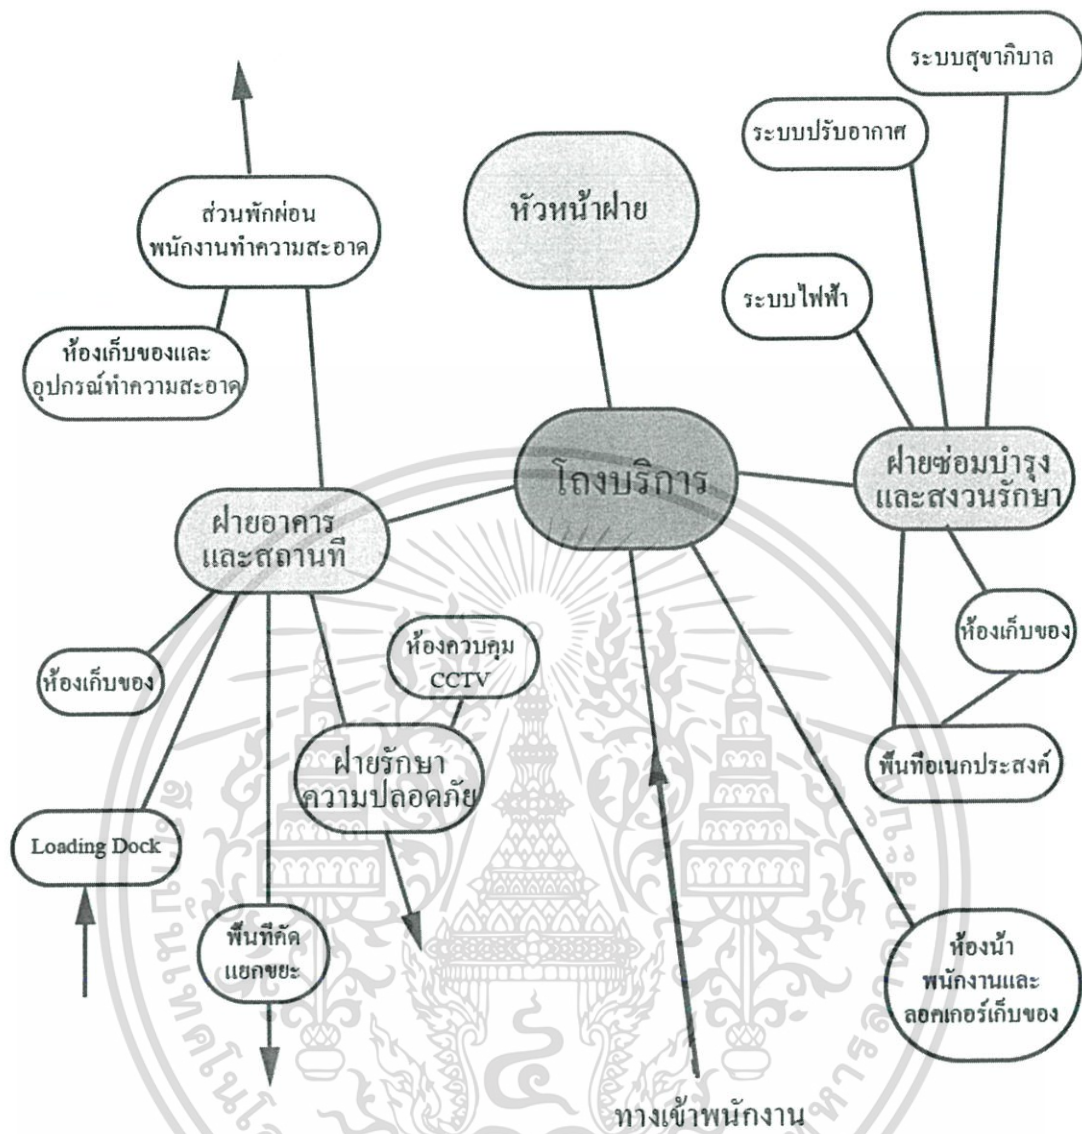 ระบบสุขาภิบาล
ระบบปรับอากาศ
ส่วนพักผ่อน
พนักงานทำความสะอาด
หัวหน้าฝ่าย
ระบบไฟฟ้า
ห้องเก็บของและ
อุปกรณ์ทำความสะอาด
โถงบริการ
ฝ่ายซ่อมบำรุง
และสงวนรักษา
ฝ่ายอาคาร
และสถานที่
ห้องเก็บของ
ห้องควบคุม
CCTV
ห้องเก็บของ
ฝ่ายรักษา
ความปลอดภัย
พื้นที่อเนกประสงค์
Loading Dock
พื้นที่คัด
แยกขยะ
ห้องน้ำ
พนักงานและ
ลอคเกอร์เก็บของ
ทางเข้าพนักงาน